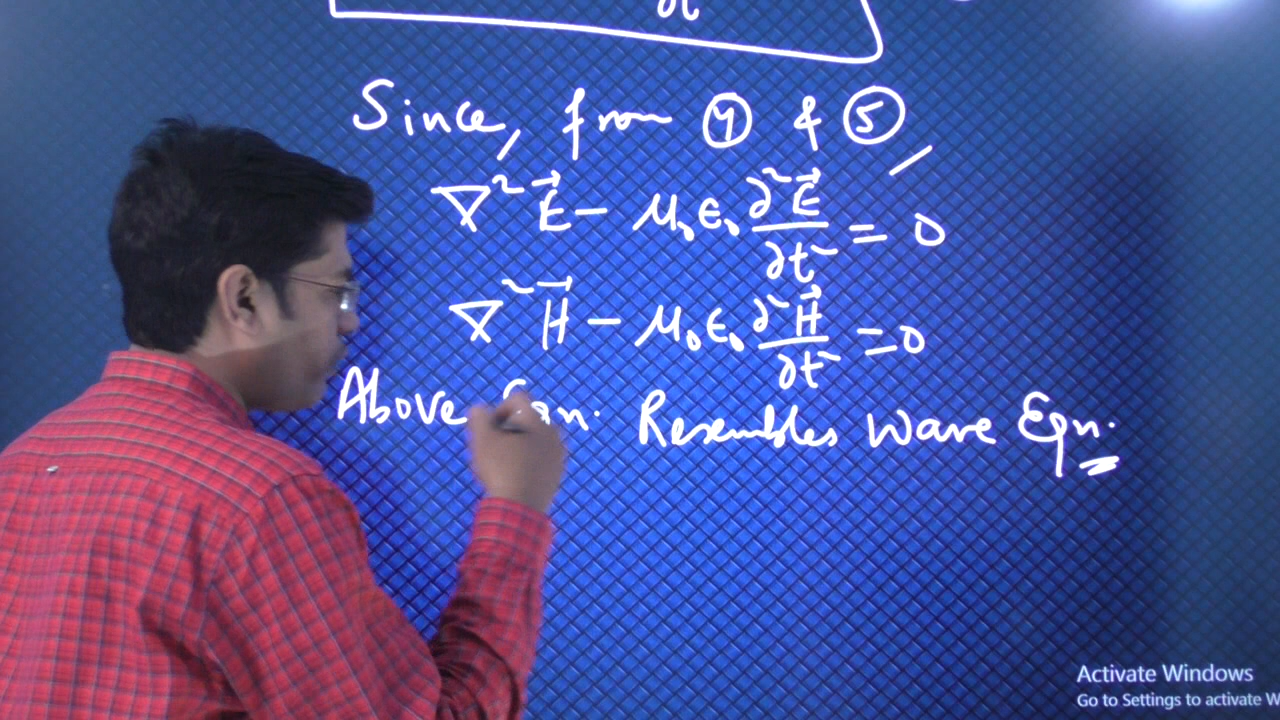 ∂t
Since, from ④ & ⑤,
∇²E⃗ − μ₀ε₀ ∂²E⃗/∂t² = 0
∇²H⃗ − μ₀ε₀ ∂²H⃗/∂t² = 0
Above Eqn. Resembles Wave Eqn.
Activate Windows
Go to Settings to activate W